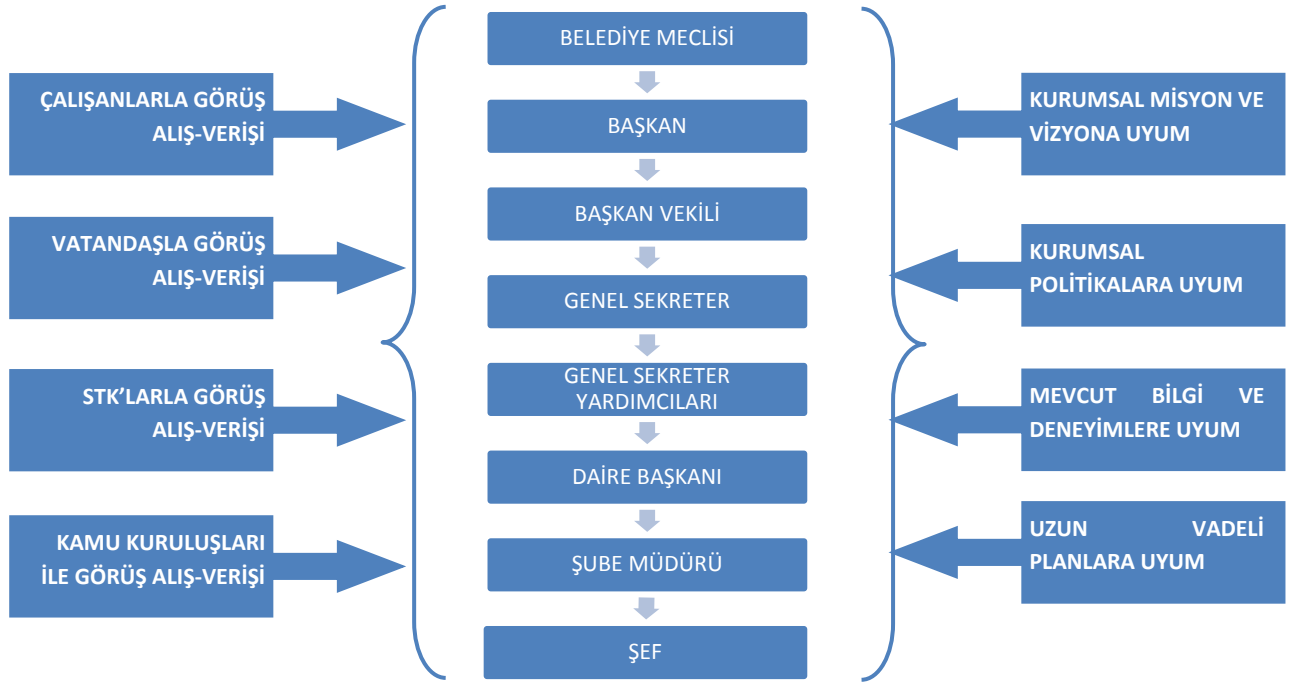 ÇALIŞANLARLA GÖRÜŞ
ALIŞ-VERİŞİ
VATANDAŞLA GÖRÜŞ
ALIŞ-VERİŞİ
STK’LARLA GÖRÜŞ
ALIŞ-VERİŞİ
KAMU KURULUŞLARI
İLE GÖRÜŞ ALIŞ-VERİŞİ
BELEDİYE MECLİSİ
BAŞKAN
BAŞKAN VEKİLİ
GENEL SEKRETER
GENEL SEKRETER
YARDIMCILARI
DAİRE BAŞKANI
ŞUBE MÜDÜRÜ
ŞEF
KURUMSAL MİSYON VE
VİZYONA UYUM
KURUMSAL
POLİTİKALARA UYUM
MEVCUT BİLGİ VE
DENEYİMLERE UYUM
UZUN VADELİ
PLANLARA UYUM